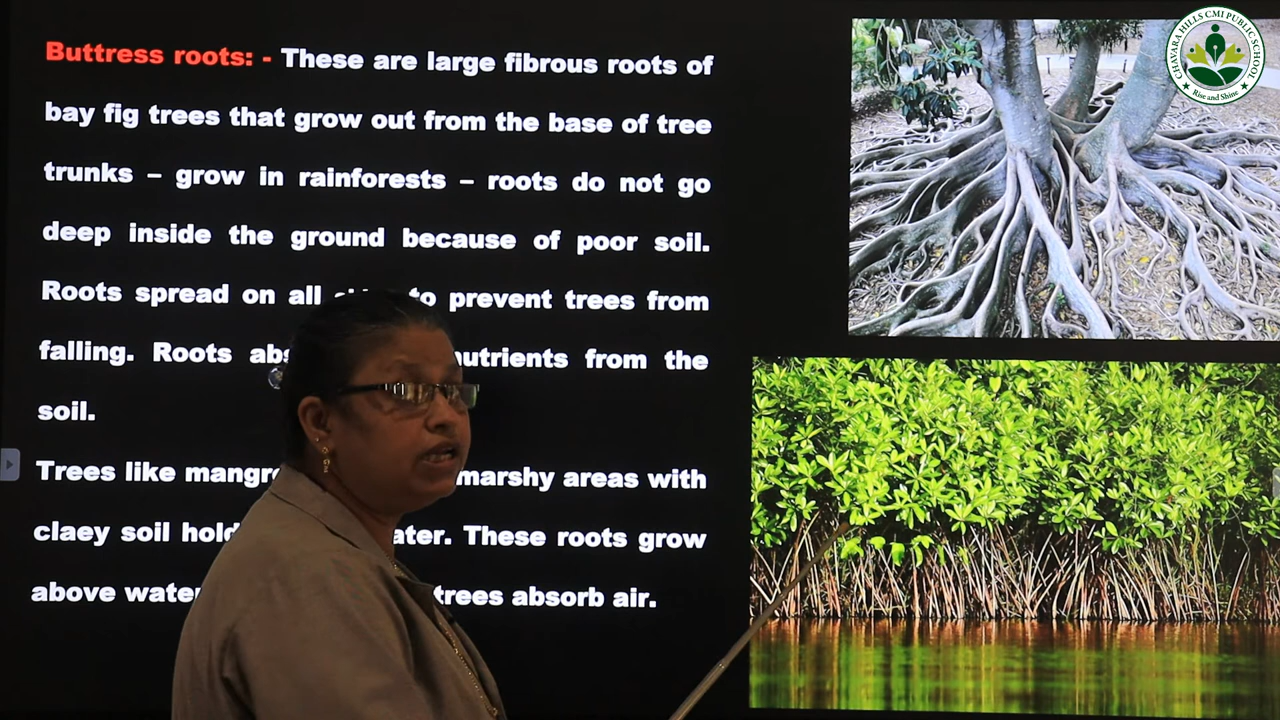 Buttress roots: - These are large fibrous roots of
bay fig trees that grow out from the base of tree
trunks – grow in rainforests – roots do not go
deep inside the ground because of poor soil.
Roots spread on all to prevent trees from
falling. Roots nutrients from the
soil.
Trees like marshy areas with
claey soil These roots grow
above trees absorb air.
CHAVARA HILLS CMI PUBLIC SCHOOL
Rise and Shine